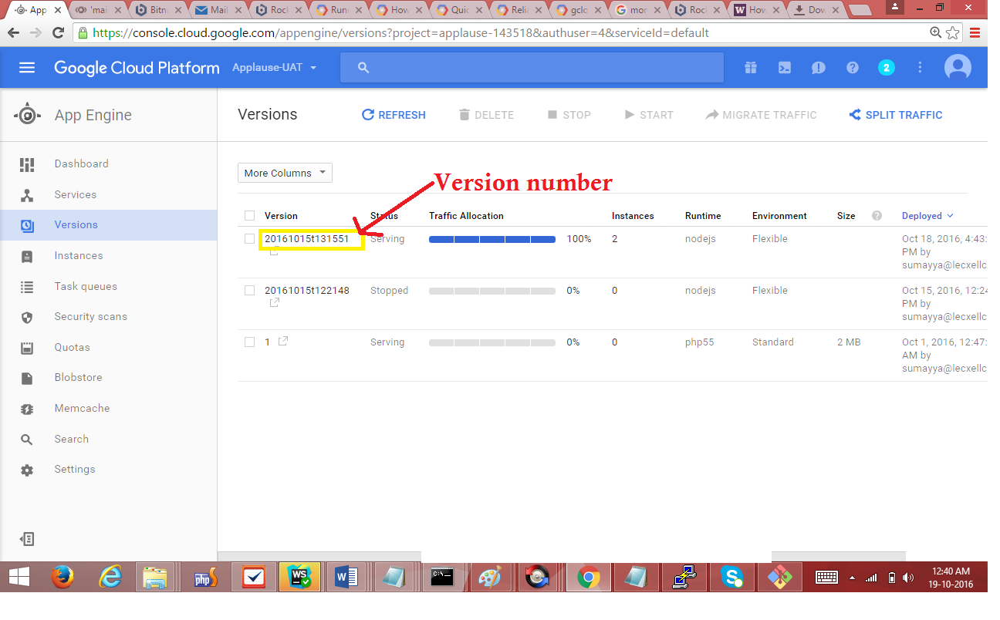 App
'mai
Bitna
Mail
Rock
Runn
How
Quic
Relia
gclo
mon
Rock
How
Dow
https://console.cloud.google.com/appengine/versions?project=applause-143518&authuser=4&serviceId=default
Google Cloud Platform
Applause-UAT
2
App Engine
Versions
REFRESH
DELETE
STOP
START
MIGRATE TRAFFIC
SPLIT TRAFFIC
Dashboard
Services
Versions
Instances
Task queues
Security scans
Quotas
Blobstore
Memcache
Search
Settings
More Columns
Version number
Version Status Traffic Allocation Instances Runtime Environment Size Deployed
20161015t131551 Serving 100% 2 nodejs Flexible Oct 18, 2016, 4:43:
PM by
sumayya@lecxellc
20161015t122148 Stopped 0% 0 nodejs Flexible Oct 15, 2016, 12:24
PM by
sumayya@lecxellc
1 Serving 0% 0 php55 Standard 2 MB Oct 1, 2016, 12:47:
AM by
sumayya@lecxellc
php
WS
W
C:\
S
12:40 AM
19-10-2016